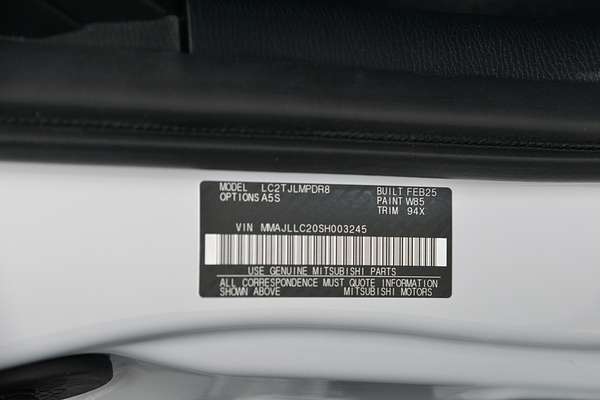 MODEL LC2TJLMPDR8 BUILT FEB25
OPTIONS A5S PAINT W85
TRIM 94X
VIN MMAJLLC20SH003245
USE GENUINE MITSUBISHI PARTS
ALL CORRESPONDENCE MUST QUOTE INFORMATION
SHOWN ABOVE MITSUBISHI MOTORS